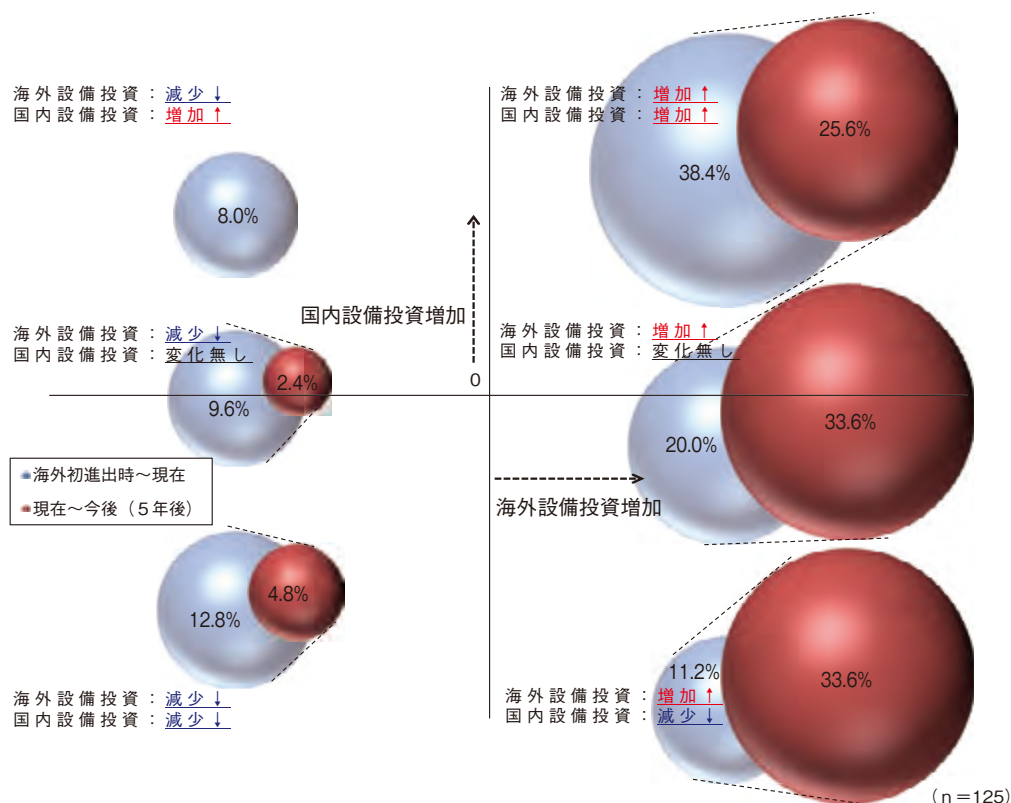 海外設備投資：減少↓
国内設備投資：増加↑
海外設備投資：増加↑
国内設備投資：増加↑
25.6%
38.4%
8.0%
国内設備投資増加
海外設備投資：減少↓
国内設備投資：変化無し
海外設備投資：増加↑
国内設備投資：変化無し
0
2.4%
9.6%
33.6%
20.0%
海外初進出時～現在
現在～今後（５年後）
海外設備投資増加
4.8%
12.8%
11.2%
33.6%
海外設備投資：減少↓
国内設備投資：減少↓
海外設備投資：増加↑
国内設備投資：減少↓
（n＝125）